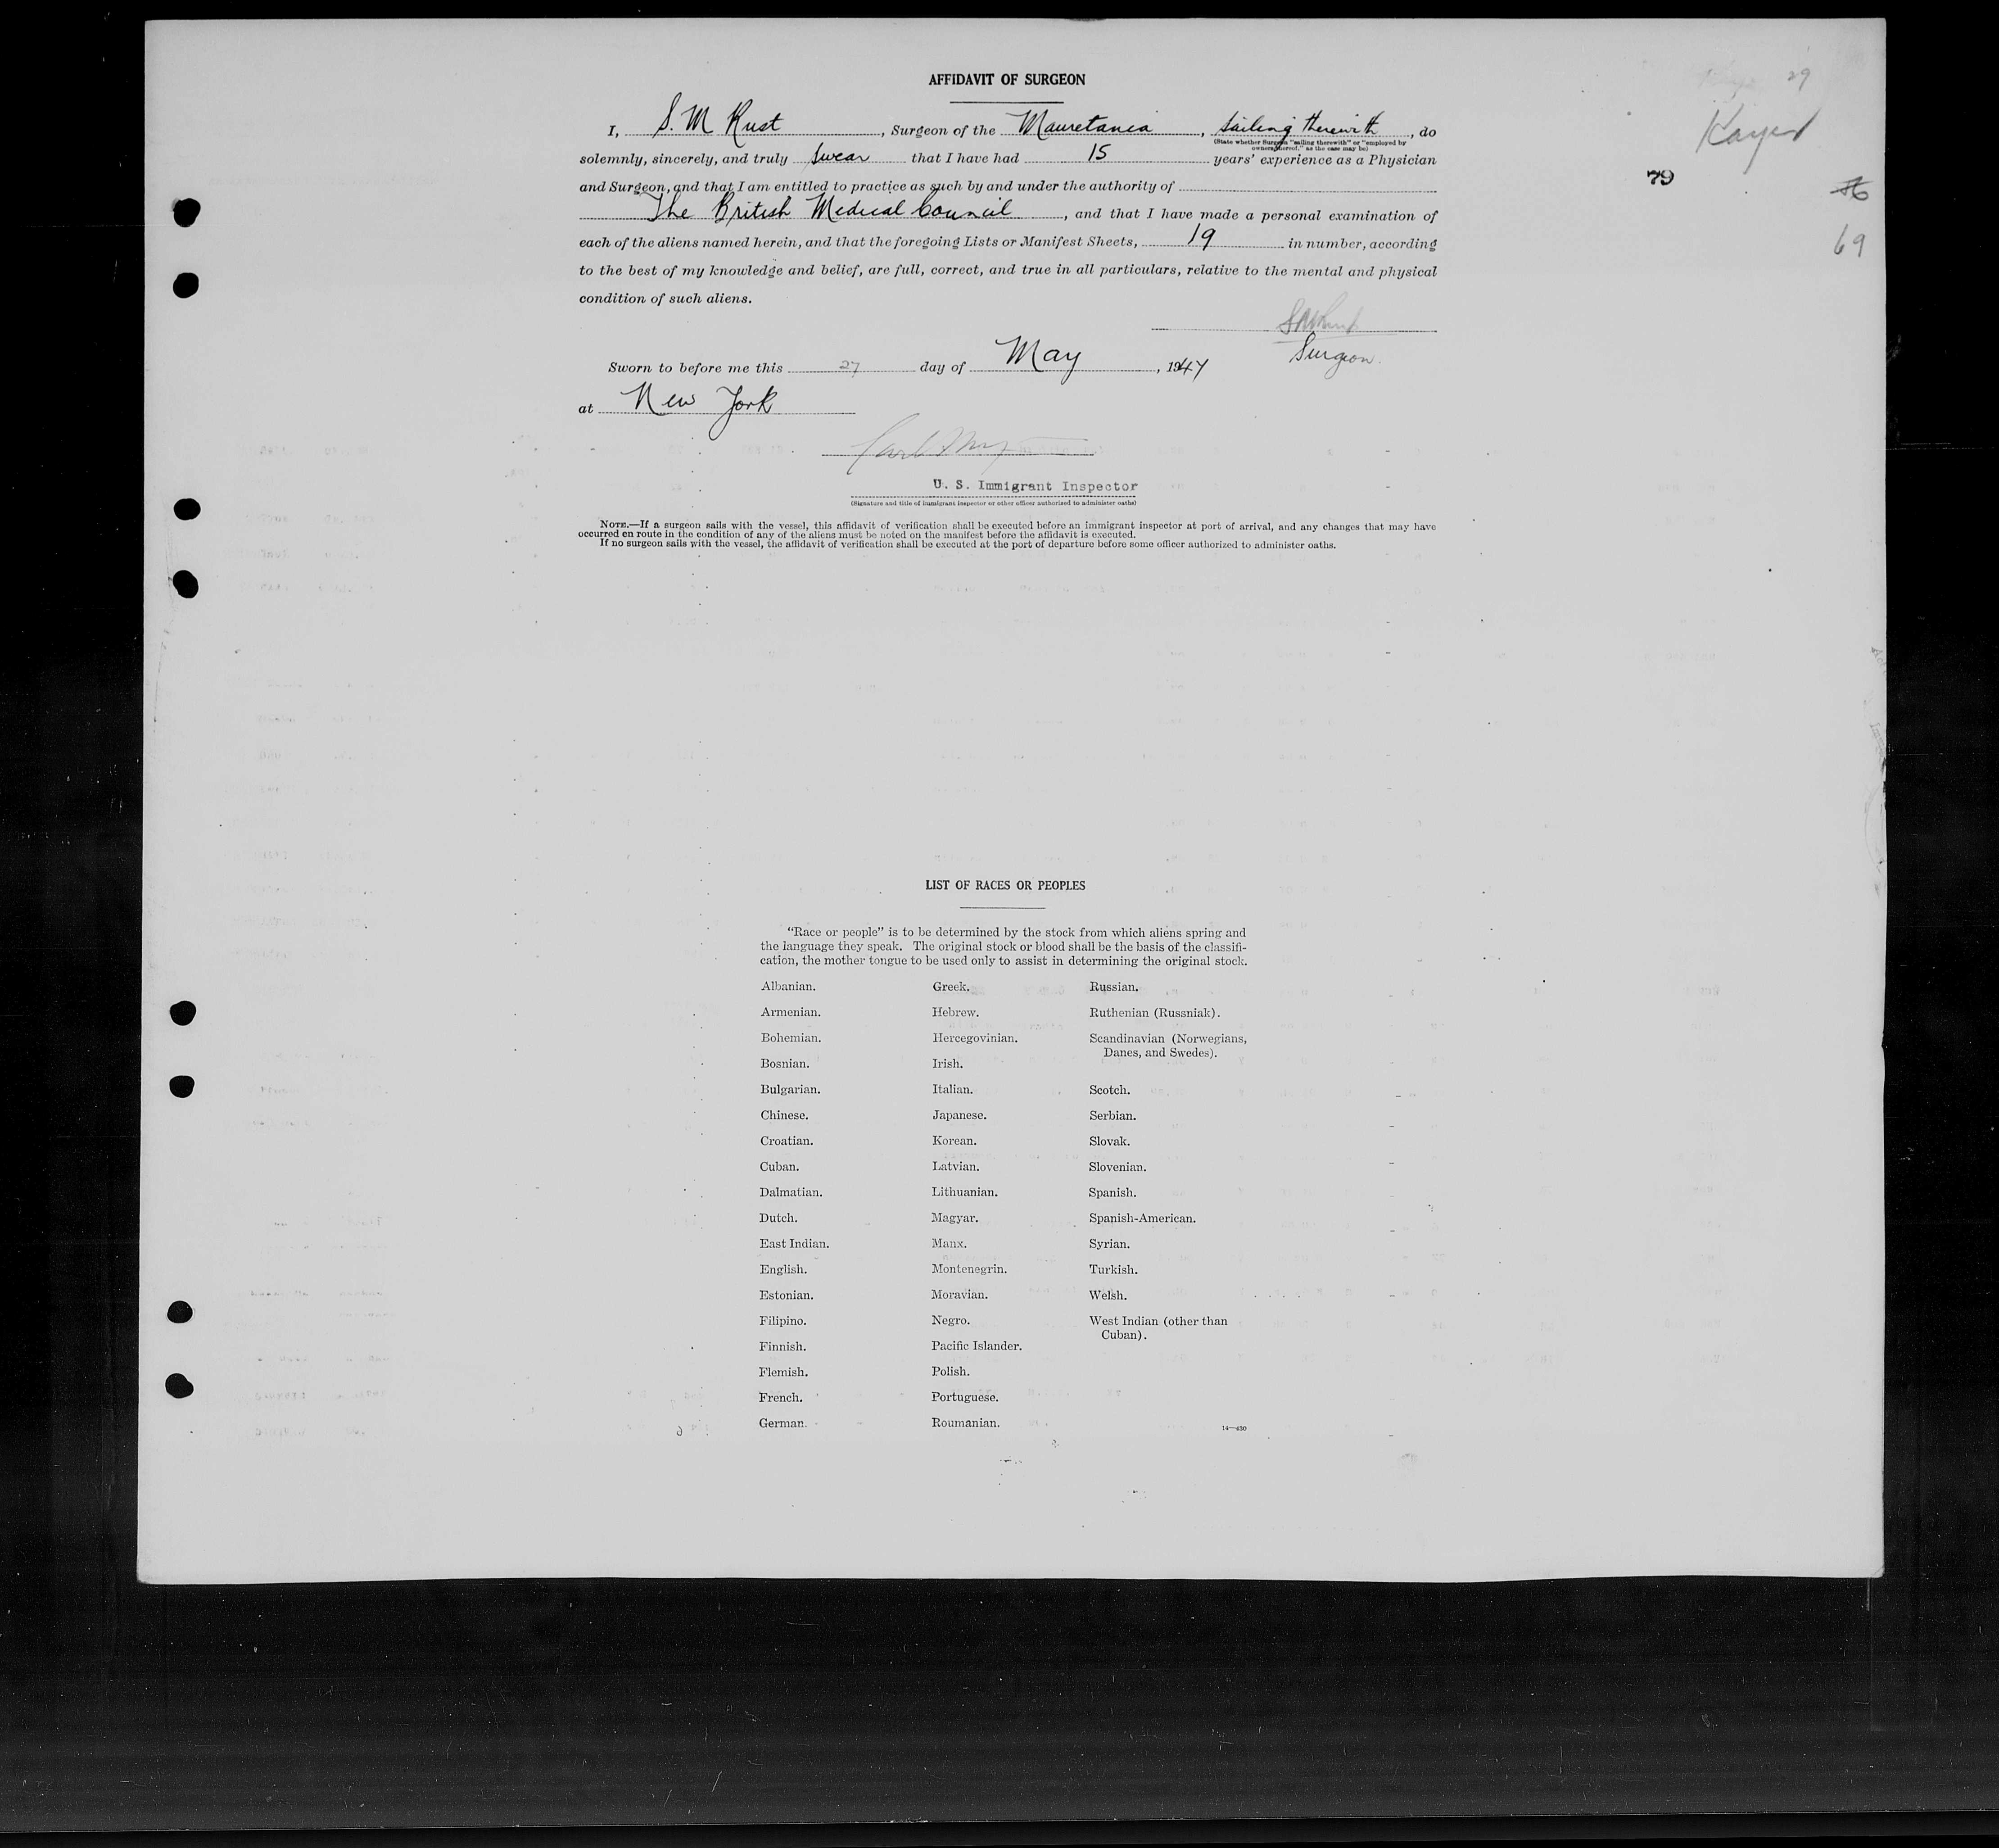 AFFIDAVIT OF SURGEON
29
I, S. M Rust, Surgeon of the Mauretania, sailing therewith, do
(State whether Surgeon "sailing therewith" or "employed by
owners thereof," as the case may be)
solemnly, sincerely, and truly swear that I have had 15 years' experience as a Physician
79
and Surgeon, and that I am entitled to practice as such by and under the authority of
The British Medical Council, and that I have made a personal examination of
each of the aliens named herein, and that the foregoing Lists or Manifest Sheets, 19 in number, according
69
to the best of my knowledge and belief, are full, correct, and true in all particulars, relative to the mental and physical
condition of such aliens.
Surgeon.
Sworn to before me this 27 day of May, 1947
at New York
U. S. Immigrant Inspector
(Signature and title of immigrant inspector or other officer authorized to administer oaths)
NOTE.—If a surgeon sails with the vessel, this affidavit of verification shall be executed before an immigrant inspector at port of arrival, and any changes that may have
occurred en route in the condition of any of the aliens must be noted on the manifest before the affidavit is executed.
If no surgeon sails with the vessel, the affidavit of verification shall be executed at the port of departure before some officer authorized to administer oaths.
LIST OF RACES OR PEOPLES
"Race or people" is to be determined by the stock from which aliens spring and
the language they speak. The original stock or blood shall be the basis of the classifi-
cation, the mother tongue to be used only to assist in determining the original stock.
Albanian.
Armenian.
Bohemian.
Bosnian.
Bulgarian.
Chinese.
Croatian.
Cuban.
Dalmatian.
Dutch.
East Indian.
English.
Estonian.
Filipino.
Finnish.
Flemish.
French.
German.
Greek.
Hebrew.
Hercegovinian.
Irish.
Italian.
Japanese.
Korean.
Latvian.
Lithuanian.
Magyar.
Manx.
Montenegrin.
Moravian.
Negro.
Pacific Islander.
Polish.
Portuguese.
Roumanian.
Russian.
Ruthenian (Russniak).
Scandinavian (Norwegians,
Danes, and Swedes).
Scotch.
Serbian.
Slovak.
Slovenian.
Spanish.
Spanish-American.
Syrian.
Turkish.
Welsh.
West Indian (other than
Cuban).
14—430